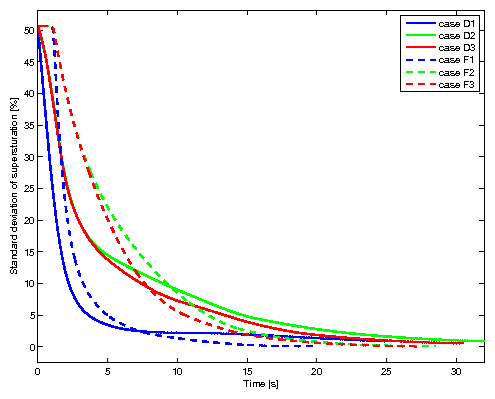 case D1
case D2
case D3
case F1
case F2
case F3
Standard deviation of supersturation [%]
50
45
40
35
30
25
20
15
10
5
0
0 5 10 15 20 25 30
Time [s]